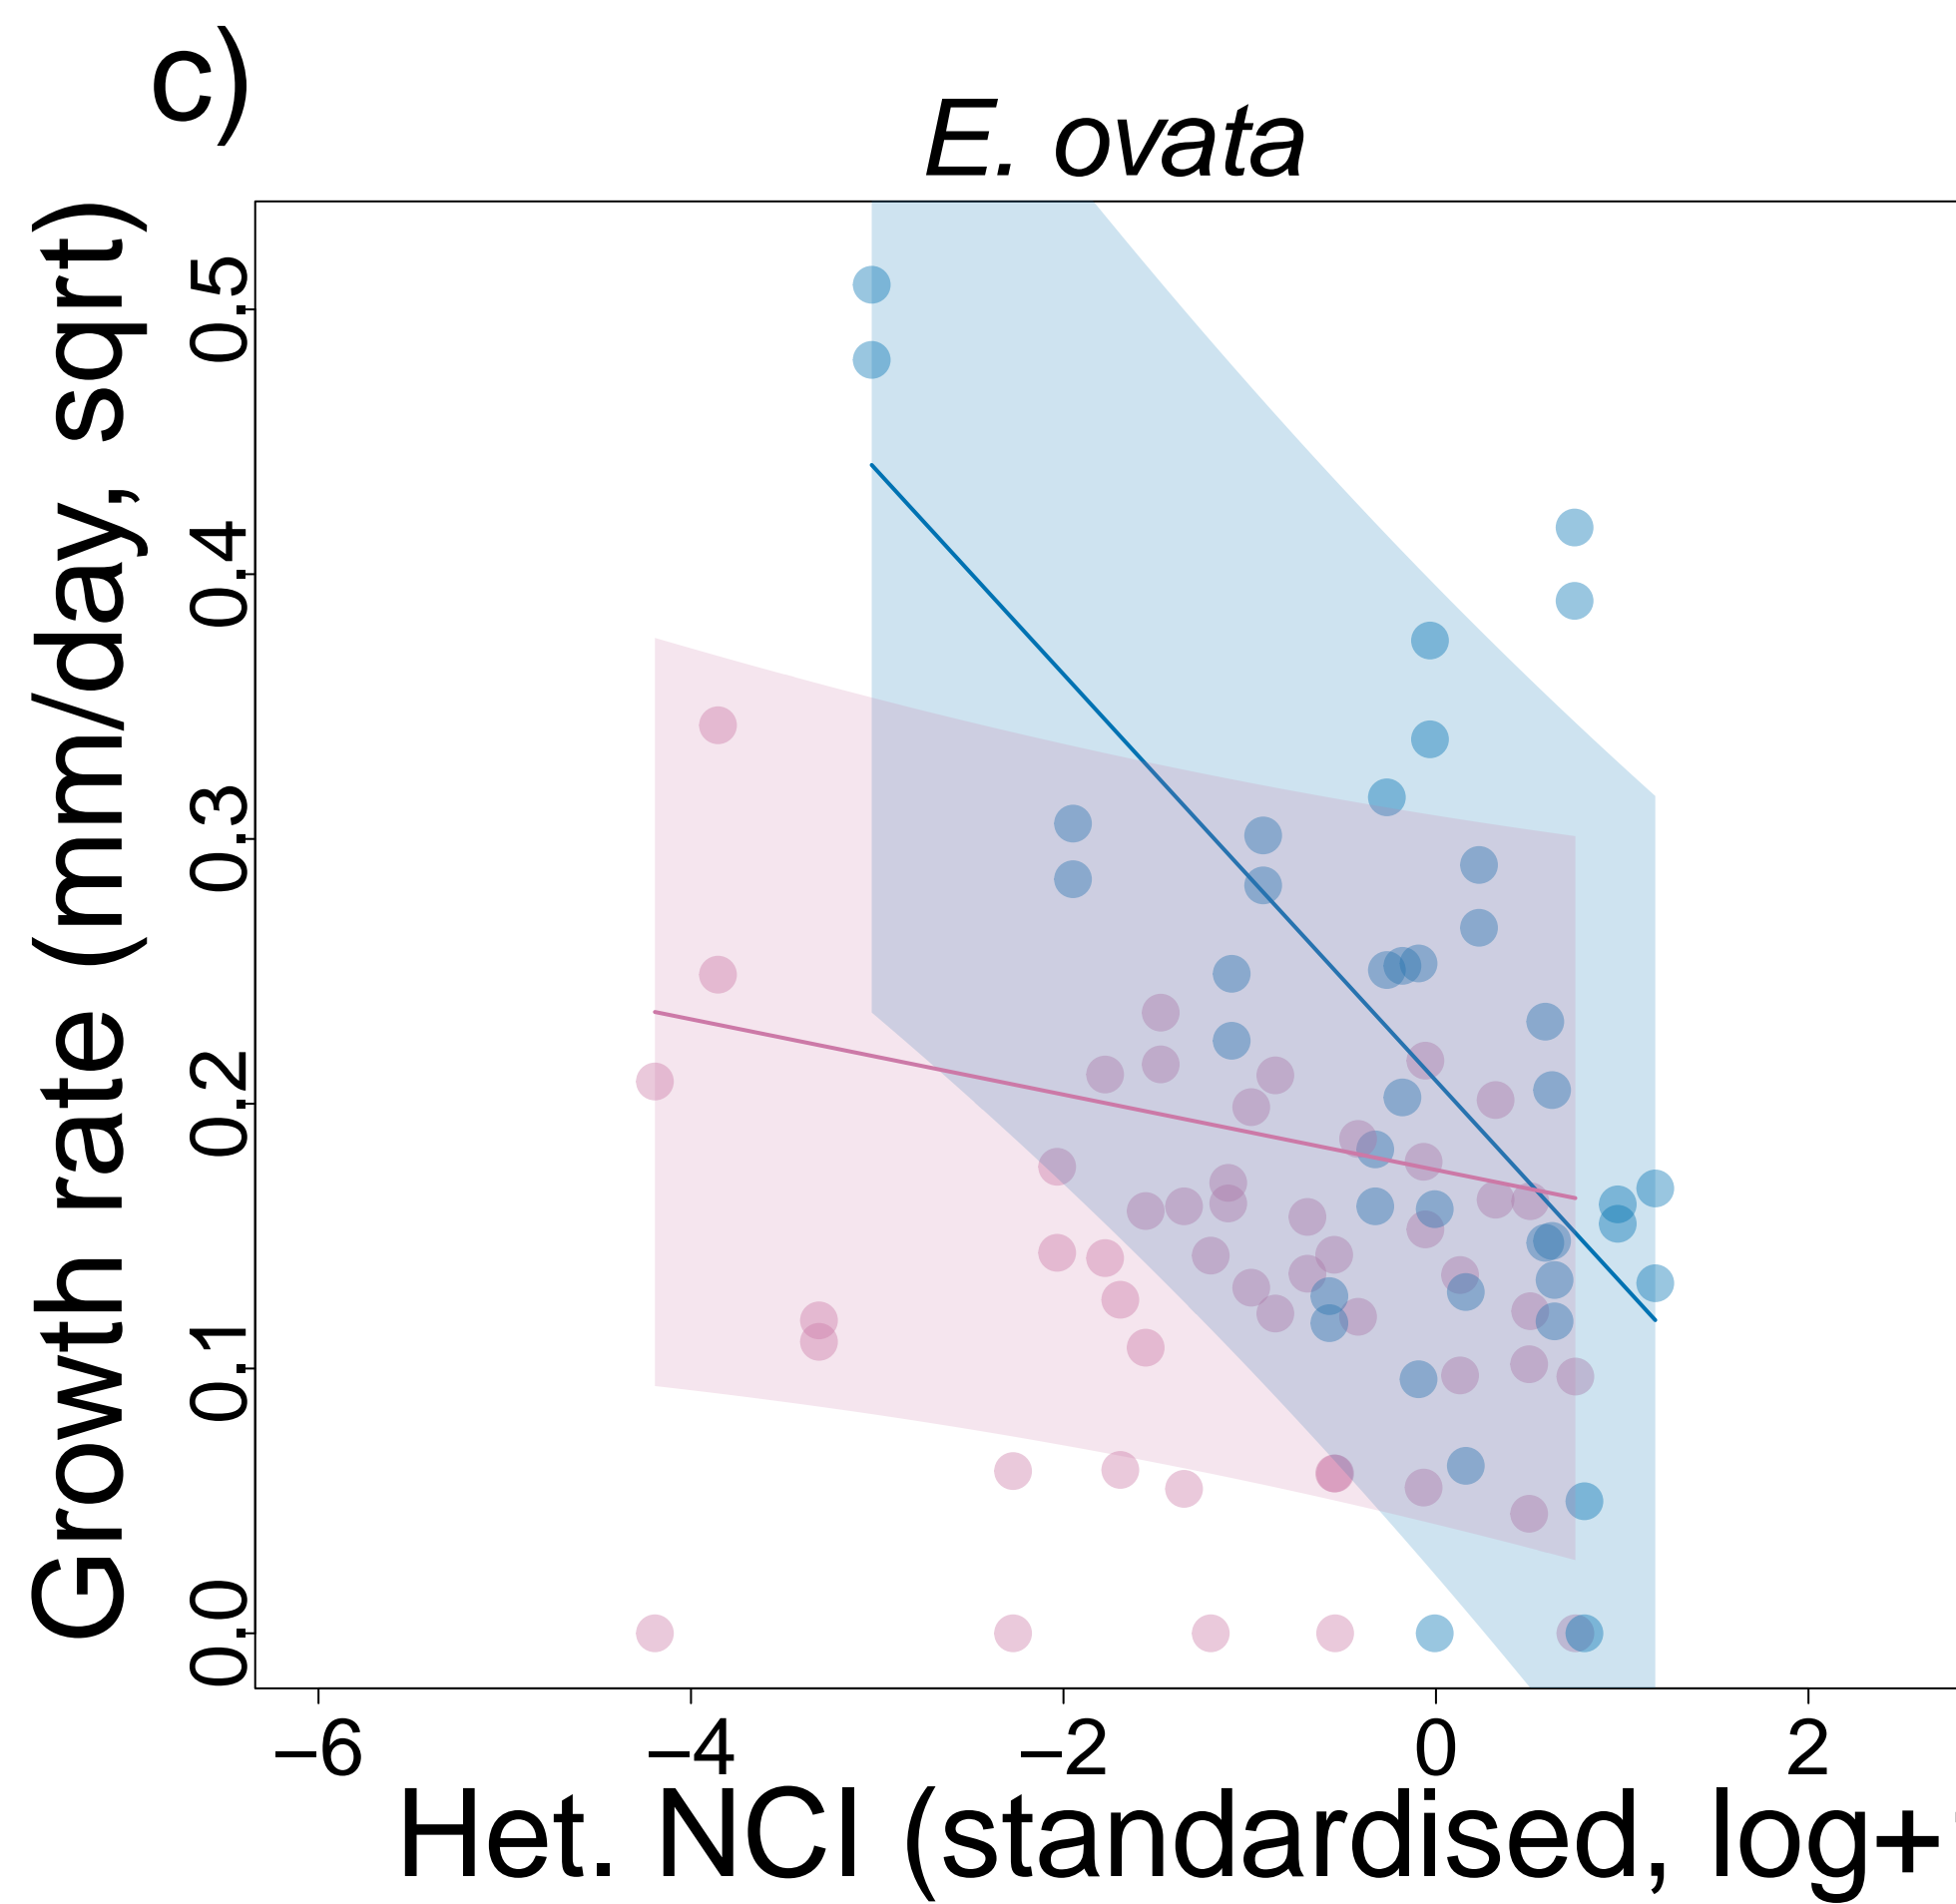 c)
E. ovata
Growth rate (mm/day, sqrt)
0.5
0.4
0.3
0.2
0.1
0.0
−6 −4 −2 0 2
Het. NCI (standardised, log+